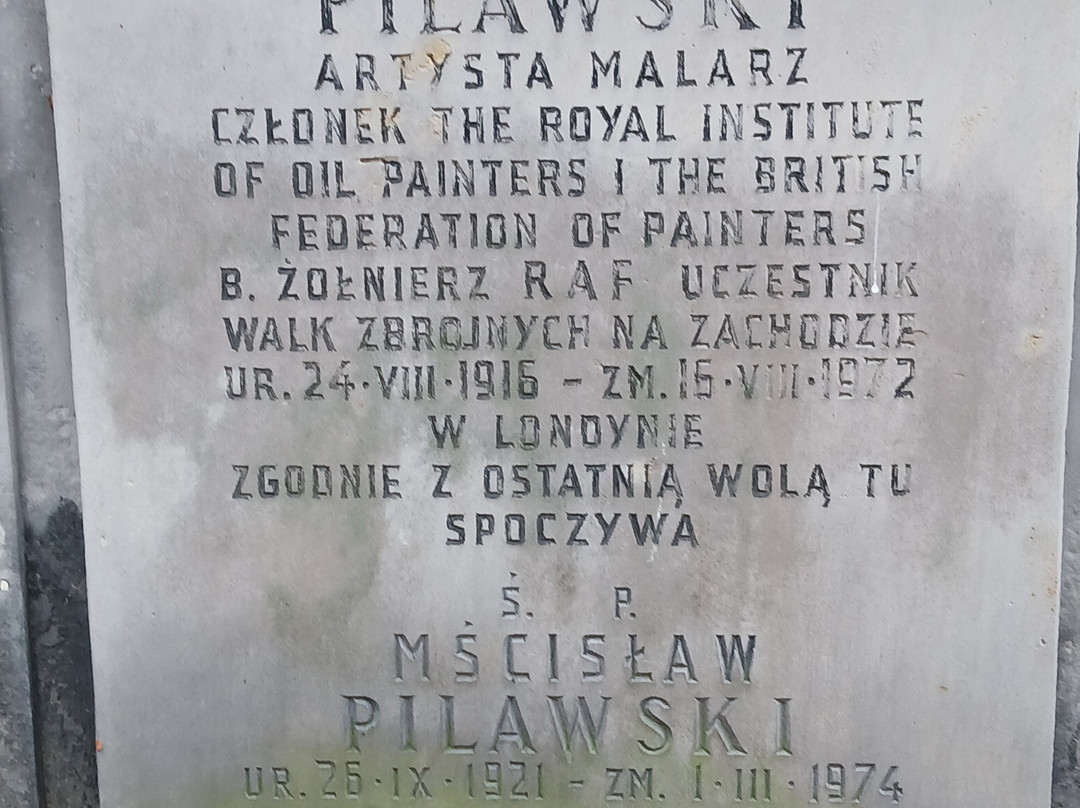 PILAWSKI
ARTYSTA MALARZ
CZŁONEK THE ROYAL INSTITUTE
OF OIL PAINTERS I THE BRITISH
FEDERATION OF PAINTERS
B. ŻOŁNIERZ RAF UCZESTNIK
WALK ZBROJNYCH NA ZACHODZIE
UR. 24·VIII·1916 – ZM. 16·VIII·1972
W LONDYNIE
ZGODNIE Z OSTATNIĄ WOLĄ TU
SPOCZYWA
Ś. P.
MŚCISŁAW
PILAWSKI
UR. 26·IX·1921 – ZM. 1·III·1974